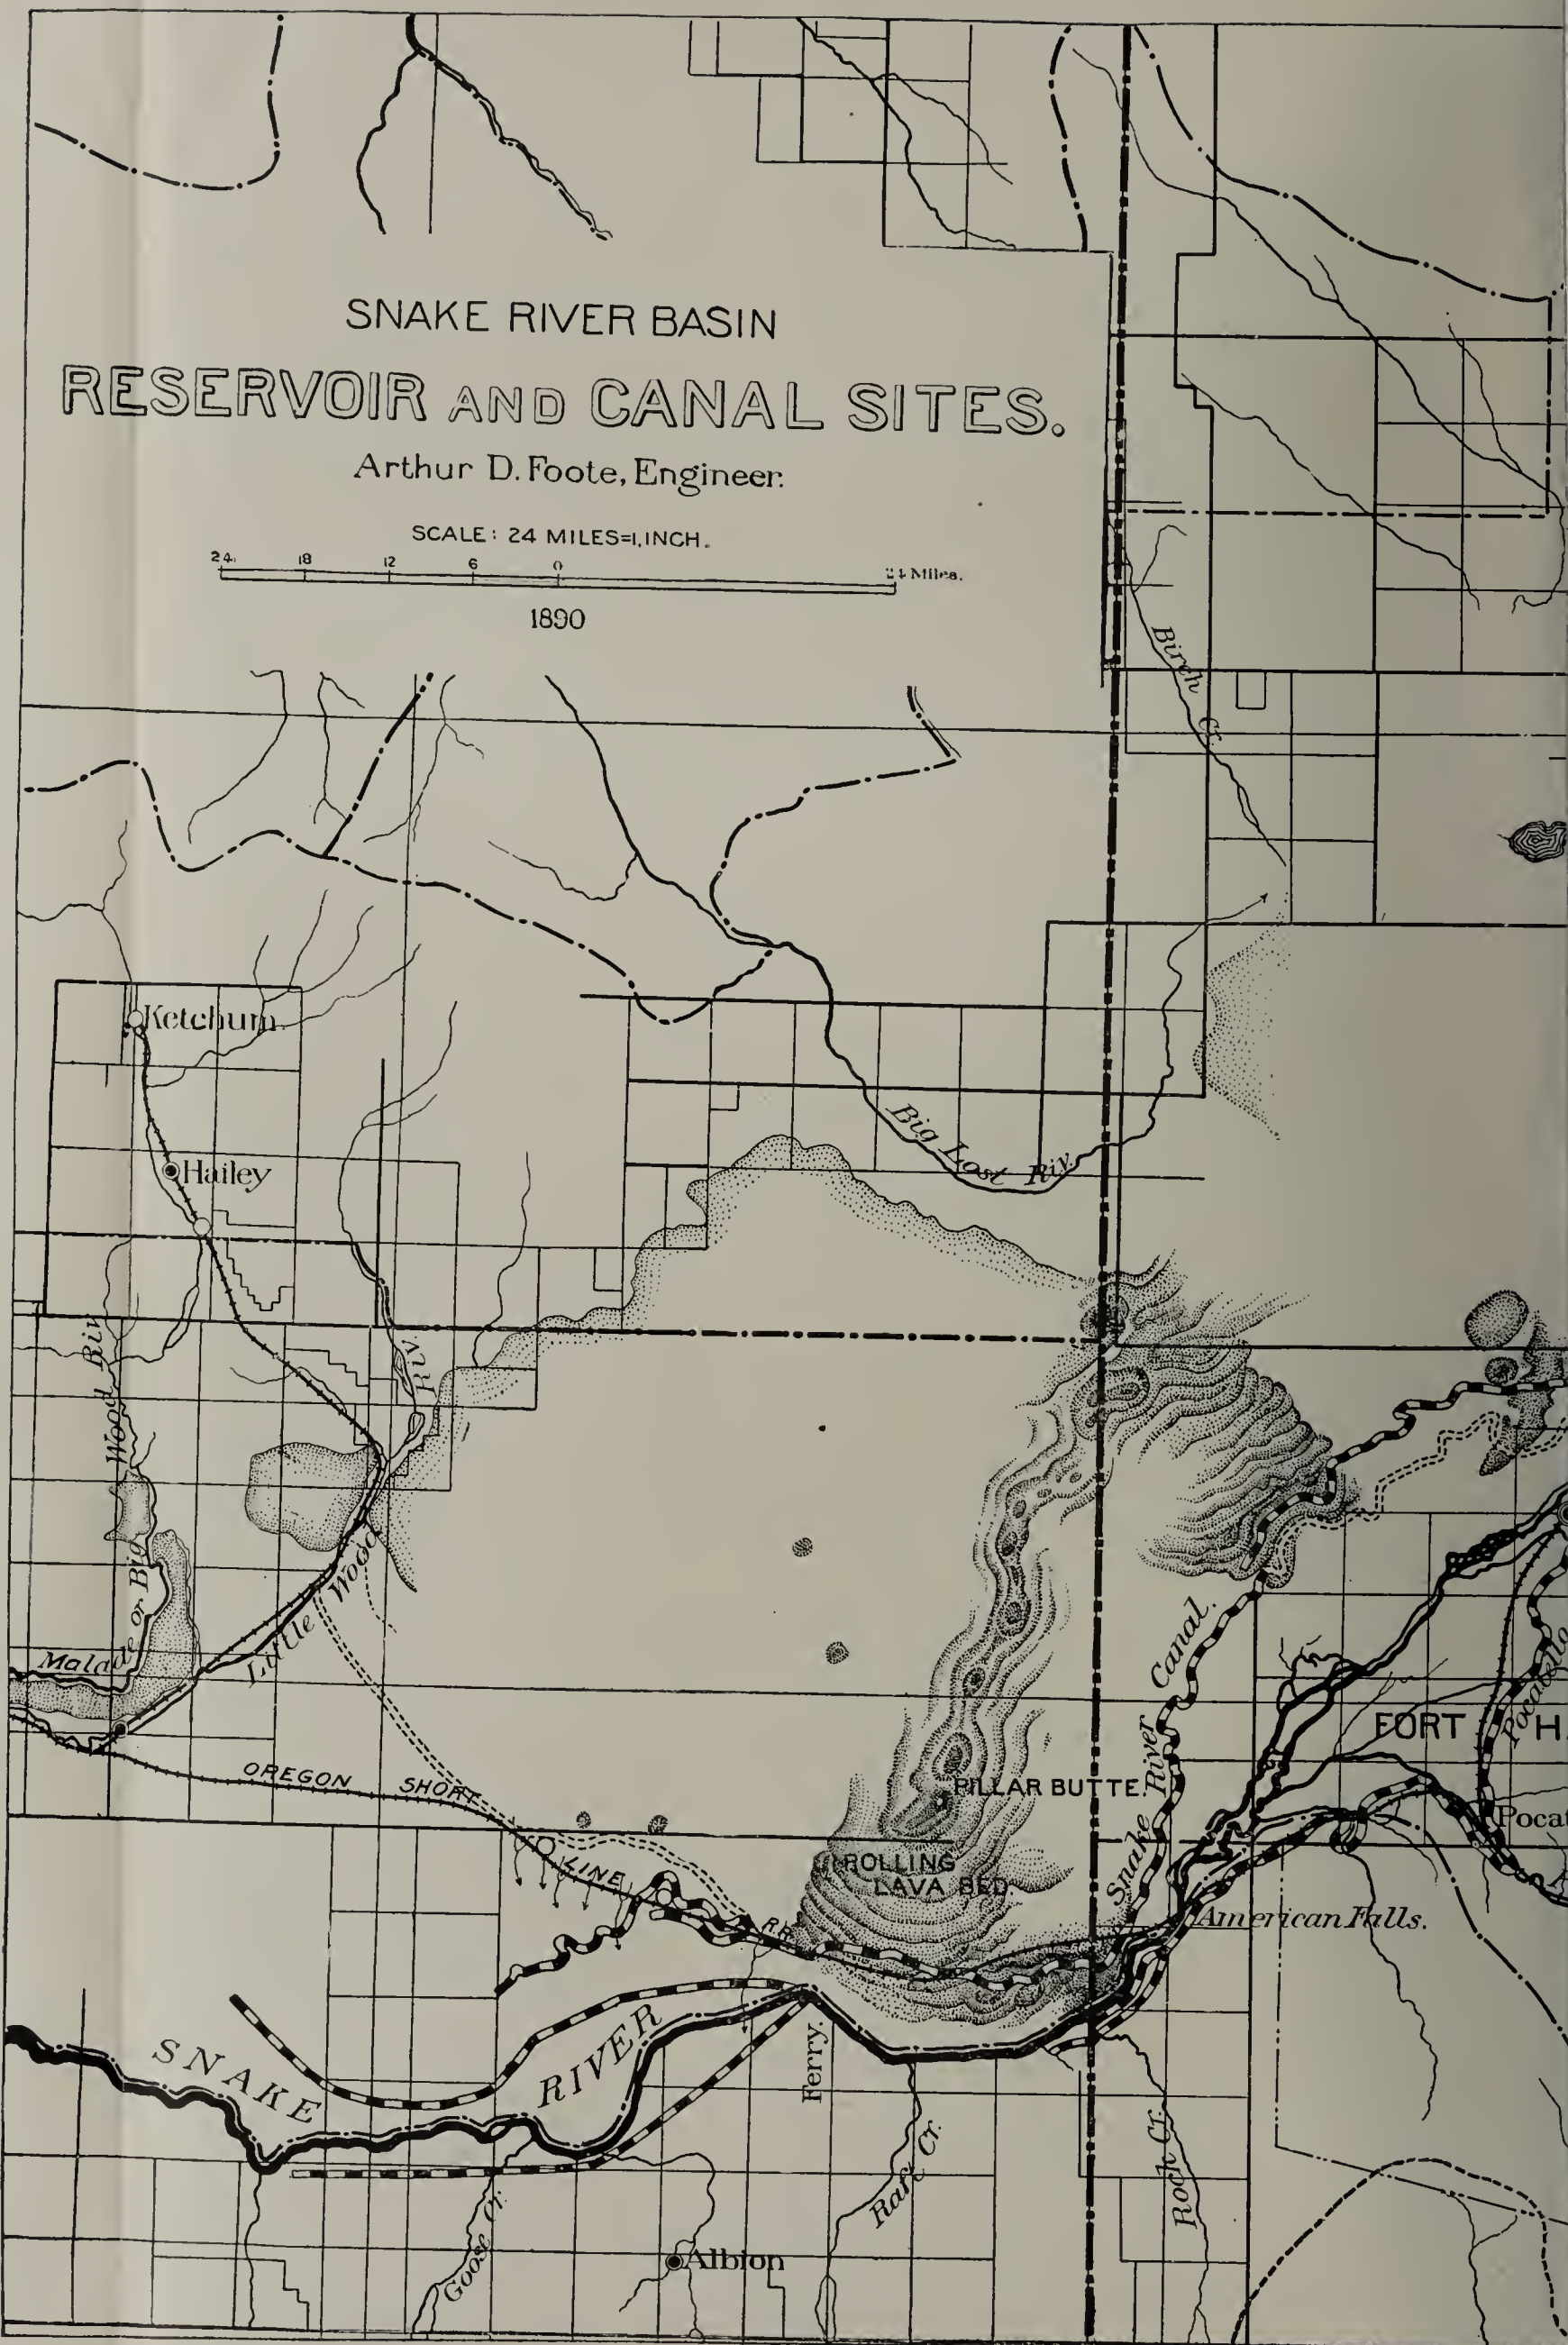 SNAKE RIVER BASIN
RESERVOIR AND CANAL SITES.
Arthur D. Foote, Engineer.
SCALE: 24 MILES=1.INCH.
24. 18 12 6 0 24 Miles.
1890
Birch Cr.
Ketchum
Hailey
Big Lost Riv.
Malade or Big Wood Riv.
Little Wood Riv.
Snake River Canal.
FORT H
Pocatello
OREGON SHORT LINE R.R.
PILLAR BUTTE.
Pocat
ROLLING
LAVA BED.
American Falls.
SNAKE RIVER
Ferry.
Raft Cr.
Rock Cr.
Goose Cr.
Albion